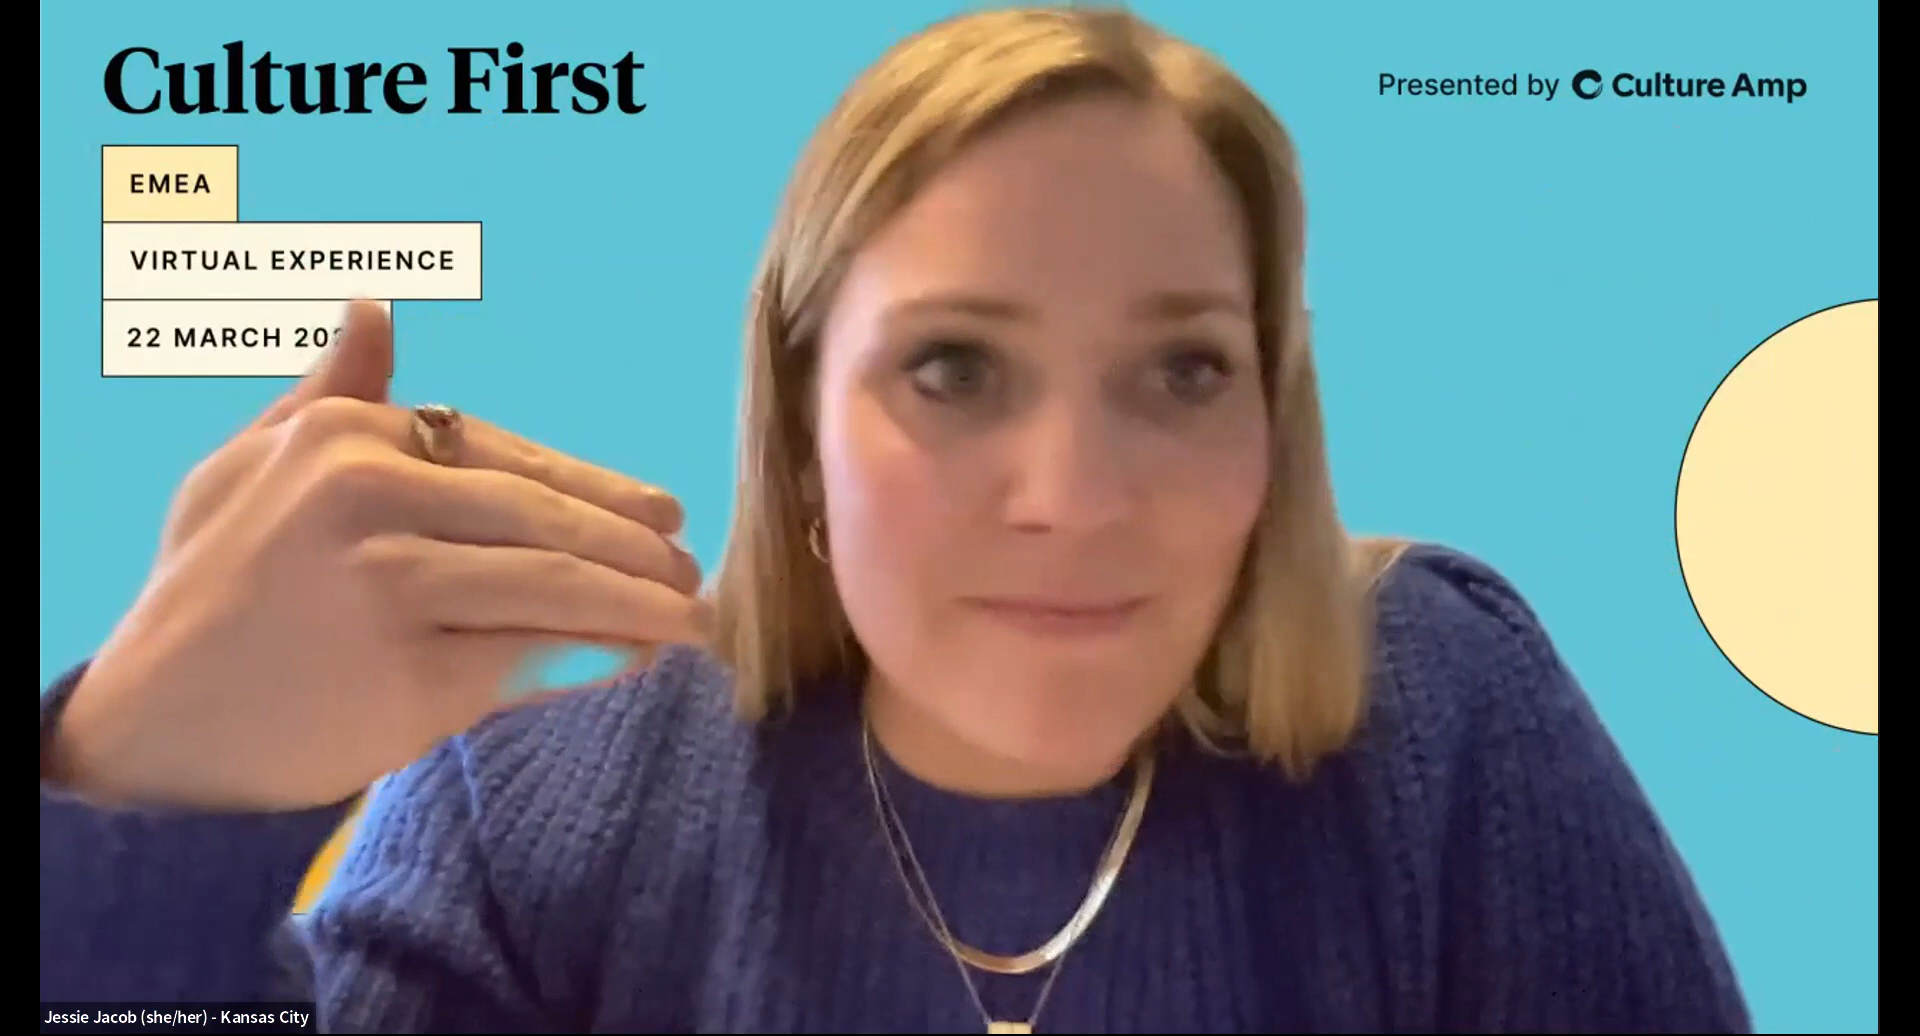 Culture First
Presented by Culture Amp
EMEA
VIRTUAL EXPERIENCE
22 MARCH
Jessie Jacob (she/her) - Kansas City